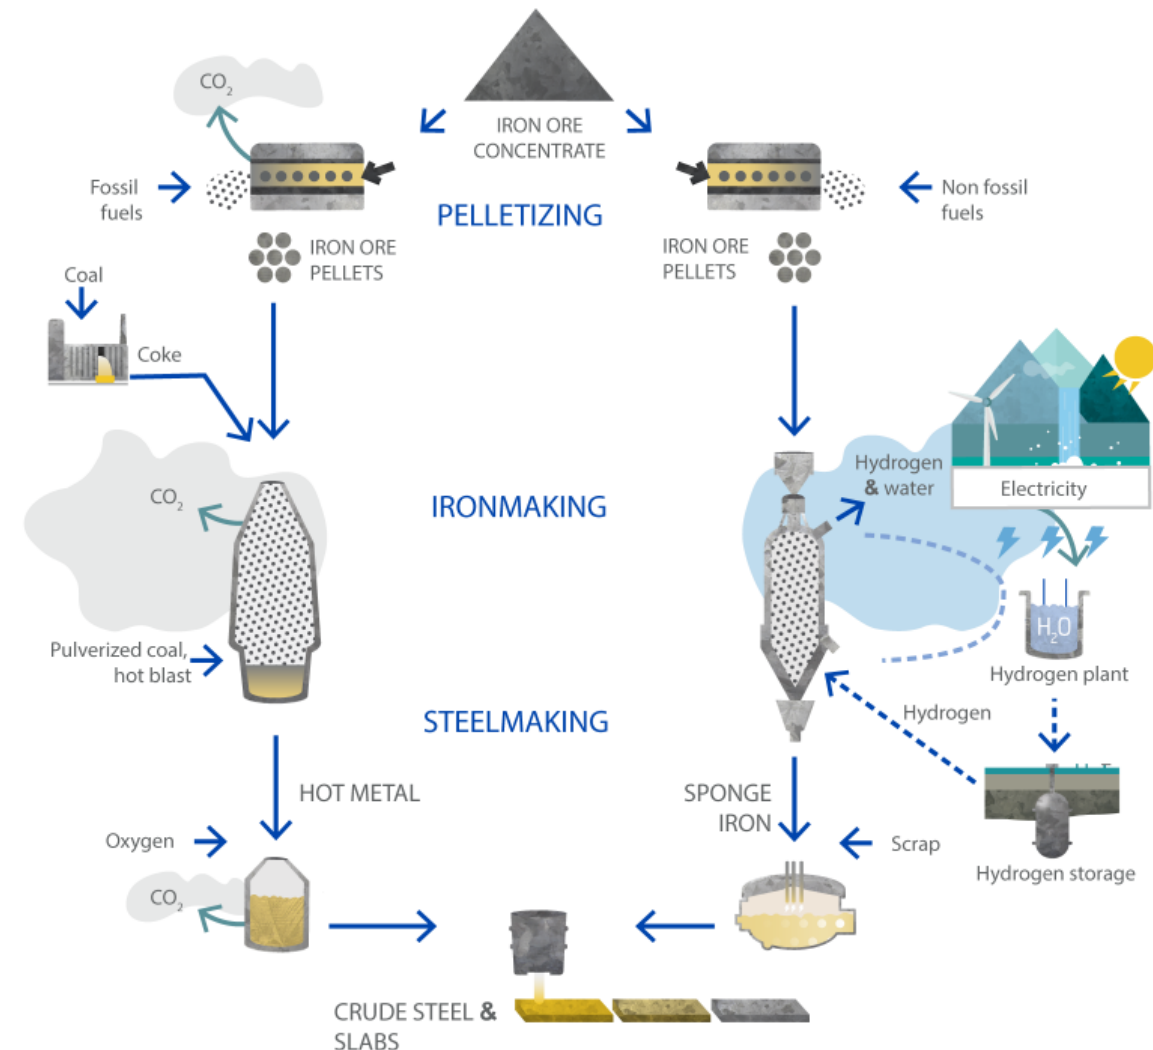 CO2
IRON ORE
CONCENTRATE
Fossil
fuels
Non fossil
fuels
PELLETIZING
IRON ORE
PELLETS
IRON ORE
PELLETS
Coal
Coke
CO2
IRONMAKING
Hydrogen
& water
Electricity
H2O
Pulverized coal,
hot blast
Hydrogen plant
STEELMAKING
Hydrogen
HOT METAL
SPONGE
IRON
Oxygen
Scrap
Hydrogen storage
CO2
CRUDE STEEL &
SLABS